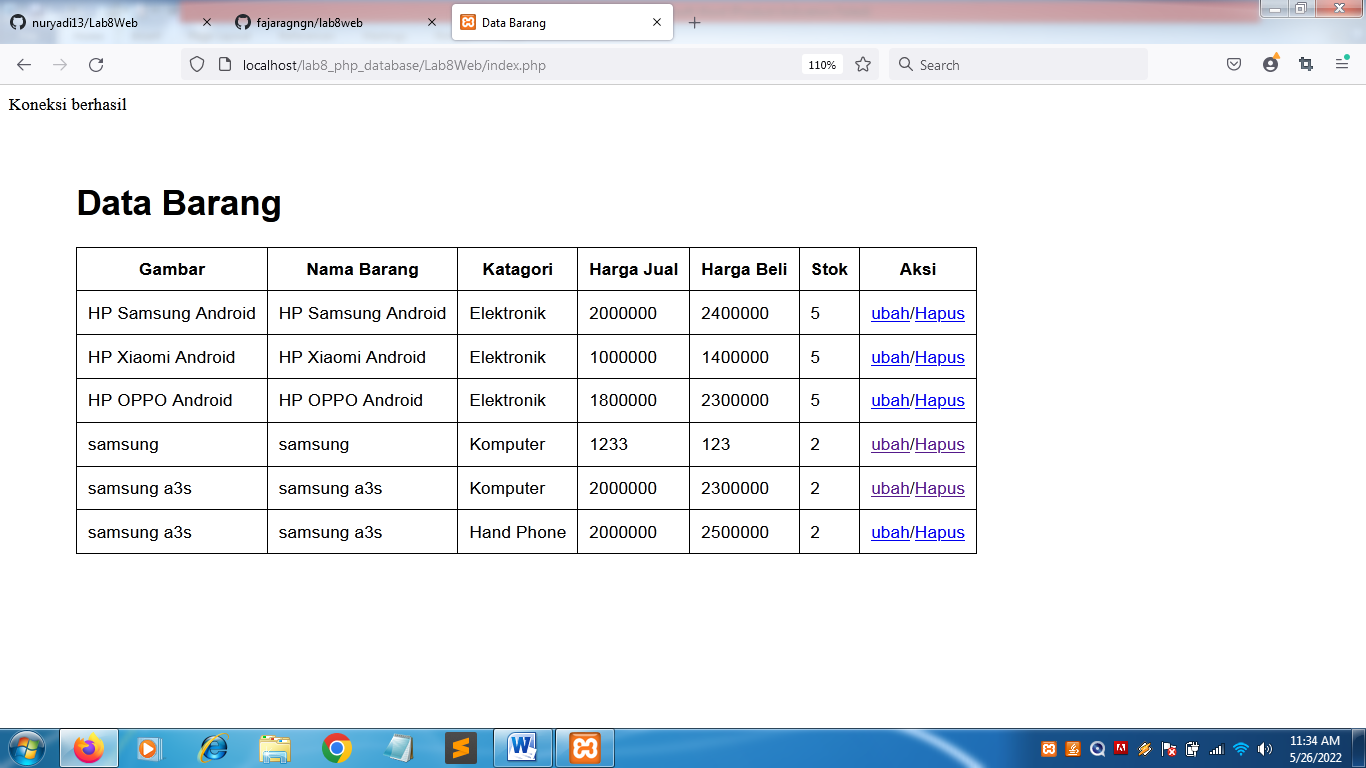 nuryadi13/Lab8Web fajaragngn/lab8web Data Barang
localhost/lab8_php_database/Lab8Web/index.php 110% Search
Koneksi berhasil
Data Barang
Gambar Nama Barang Katagori Harga Jual Harga Beli Stok Aksi
HP Samsung Android HP Samsung Android Elektronik 2000000 2400000 5 ubah/Hapus
HP Xiaomi Android HP Xiaomi Android Elektronik 1000000 1400000 5 ubah/Hapus
HP OPPO Android HP OPPO Android Elektronik 1800000 2300000 5 ubah/Hapus
samsung samsung Komputer 1233 123 2 ubah/Hapus
samsung a3s samsung a3s Komputer 2000000 2300000 2 ubah/Hapus
samsung a3s samsung a3s Hand Phone 2000000 2500000 2 ubah/Hapus
11:34 AM
5/26/2022